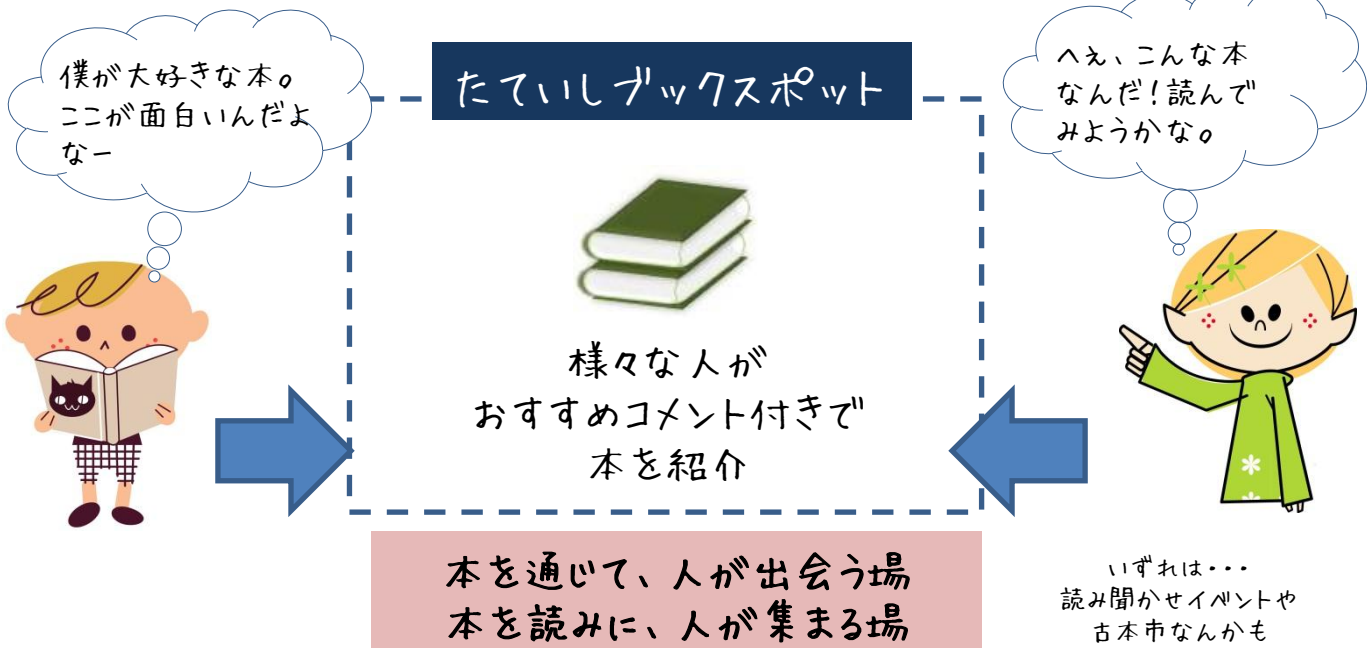 僕が大好きな本。
ここが面白いんだよ
なー
たていしブックスポット
へぇ、こんな本
なんだ!読んで
みようかな。
様々な人が
おすすめコメント付きで
本を紹介
本を通じて、人が出会う場
本を読みに、人が集まる場
いずれは・・・
読み聞かせイベントや
古本市なんかも